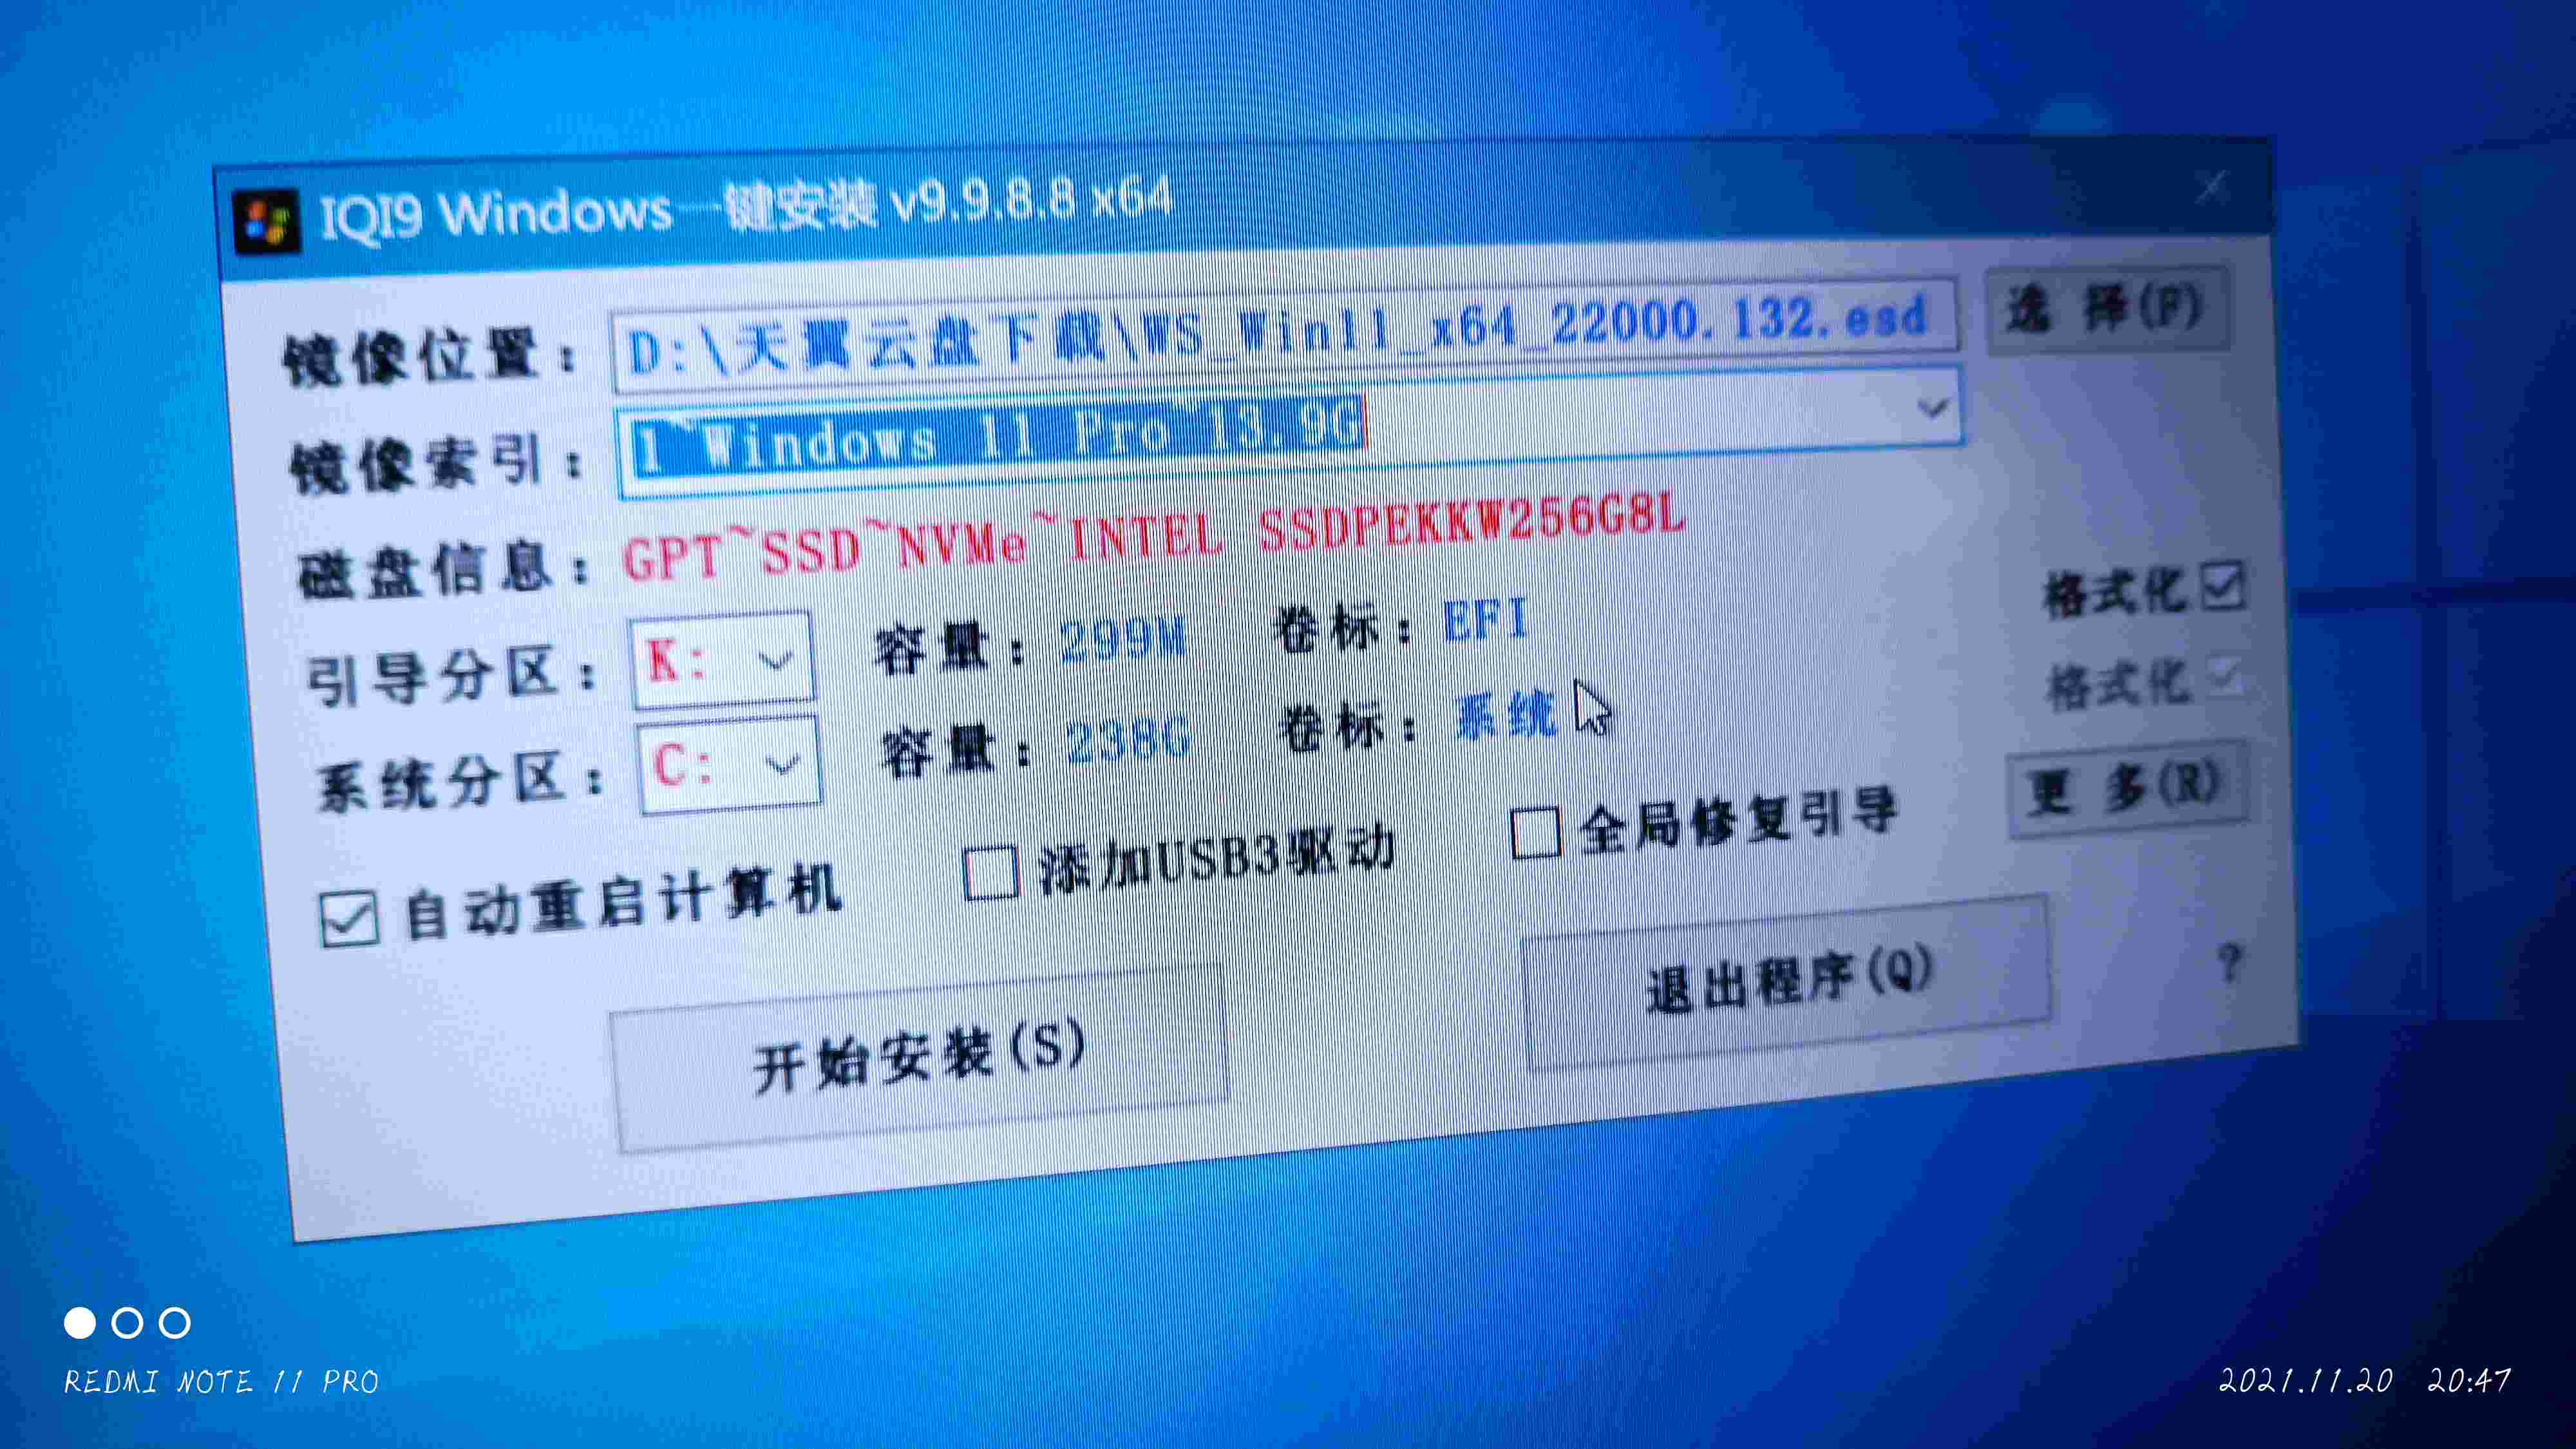 IQI9 Windows一键安装 v9.9.8.8 x64
镜像位置： D:\天翼云盘下载\WS_Win11_x64_22000.132.esd 选 择(P)
镜像索引： 1~Windows 11 Pro~13.9G
磁盘信息： GPT~SSD~NVMe~INTEL SSDPEKKW256G8L
引导分区： K: 容量： 299M 卷标： EFI 格式化
系统分区： C: 容量： 238G 卷标： 系统 格式化
自动重启计算机 添加USB3驱动 全局修复引导 更 多(R)
开始安装(S) 退出程序(Q) ?
REDMI NOTE 11 PRO 2021.11.20 20:47